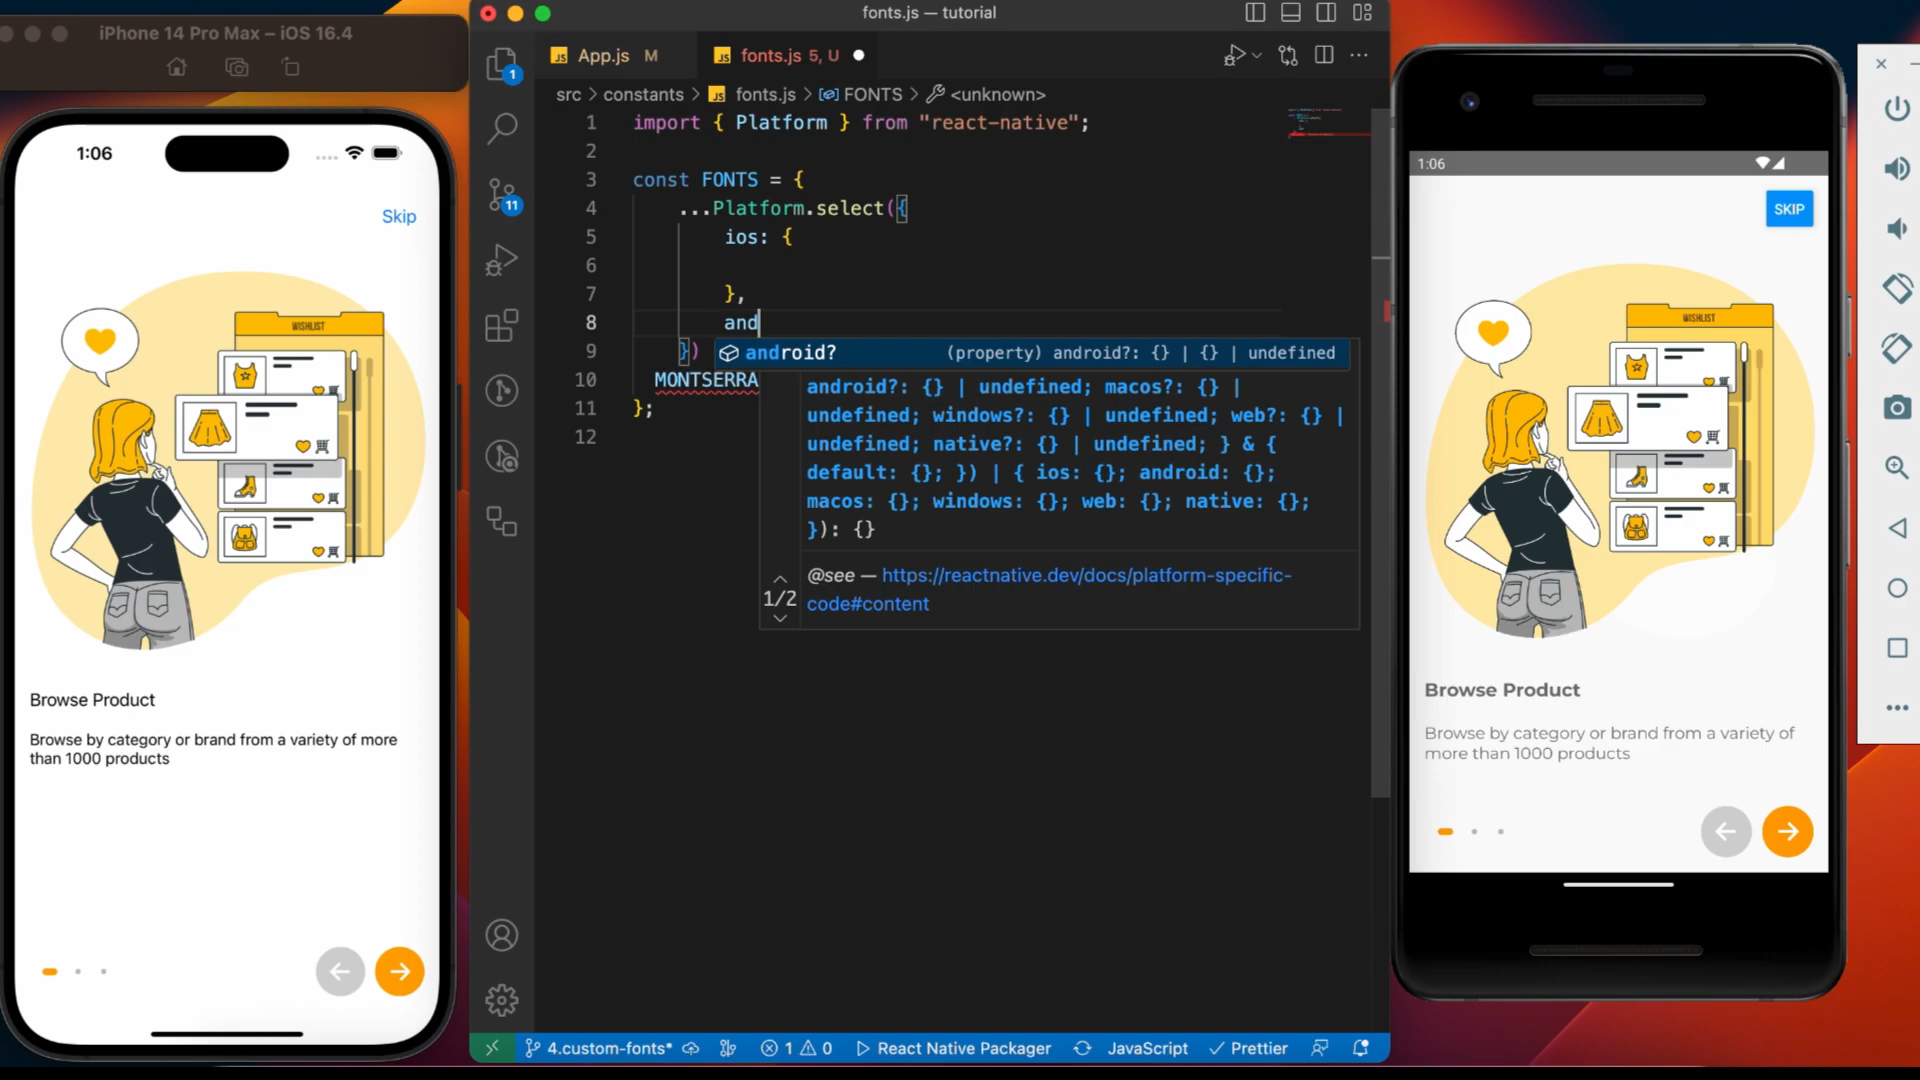 iPhone 14 Pro Max – iOS 16.4
1:06
Skip
WISHLIST
Browse Product
Browse by category or brand from a variety of more
than 1000 products
fonts.js — tutorial
JS App.js M
JS fonts.js 5, U
src > constants > JS fonts.js > FONTS > <unknown>
1 import { Platform } from "react-native";
2
3 const FONTS = {
4 ...Platform.select({
5 ios: {
6
7 },
8 and
9 })
10 MONTSERRA
11 };
12
android? (property) android?: {} | {} | undefined
android?: {} | undefined; macos?: {} |
undefined; windows?: {} | undefined; web?: {} |
undefined; native?: {} | undefined; } & {
default: {}; }) | { ios: {}; android: {};
macos: {}; windows: {}; web: {}; native: {};
}): {}
1/2
@see — https://reactnative.dev/docs/platform-specific-
code#content
1
11
4.custom-fonts* 1 0 React Native Packager JavaScript Prettier
1:06
SKIP
WISHLIST
Browse Product
Browse by category or brand from a variety of
more than 1000 products